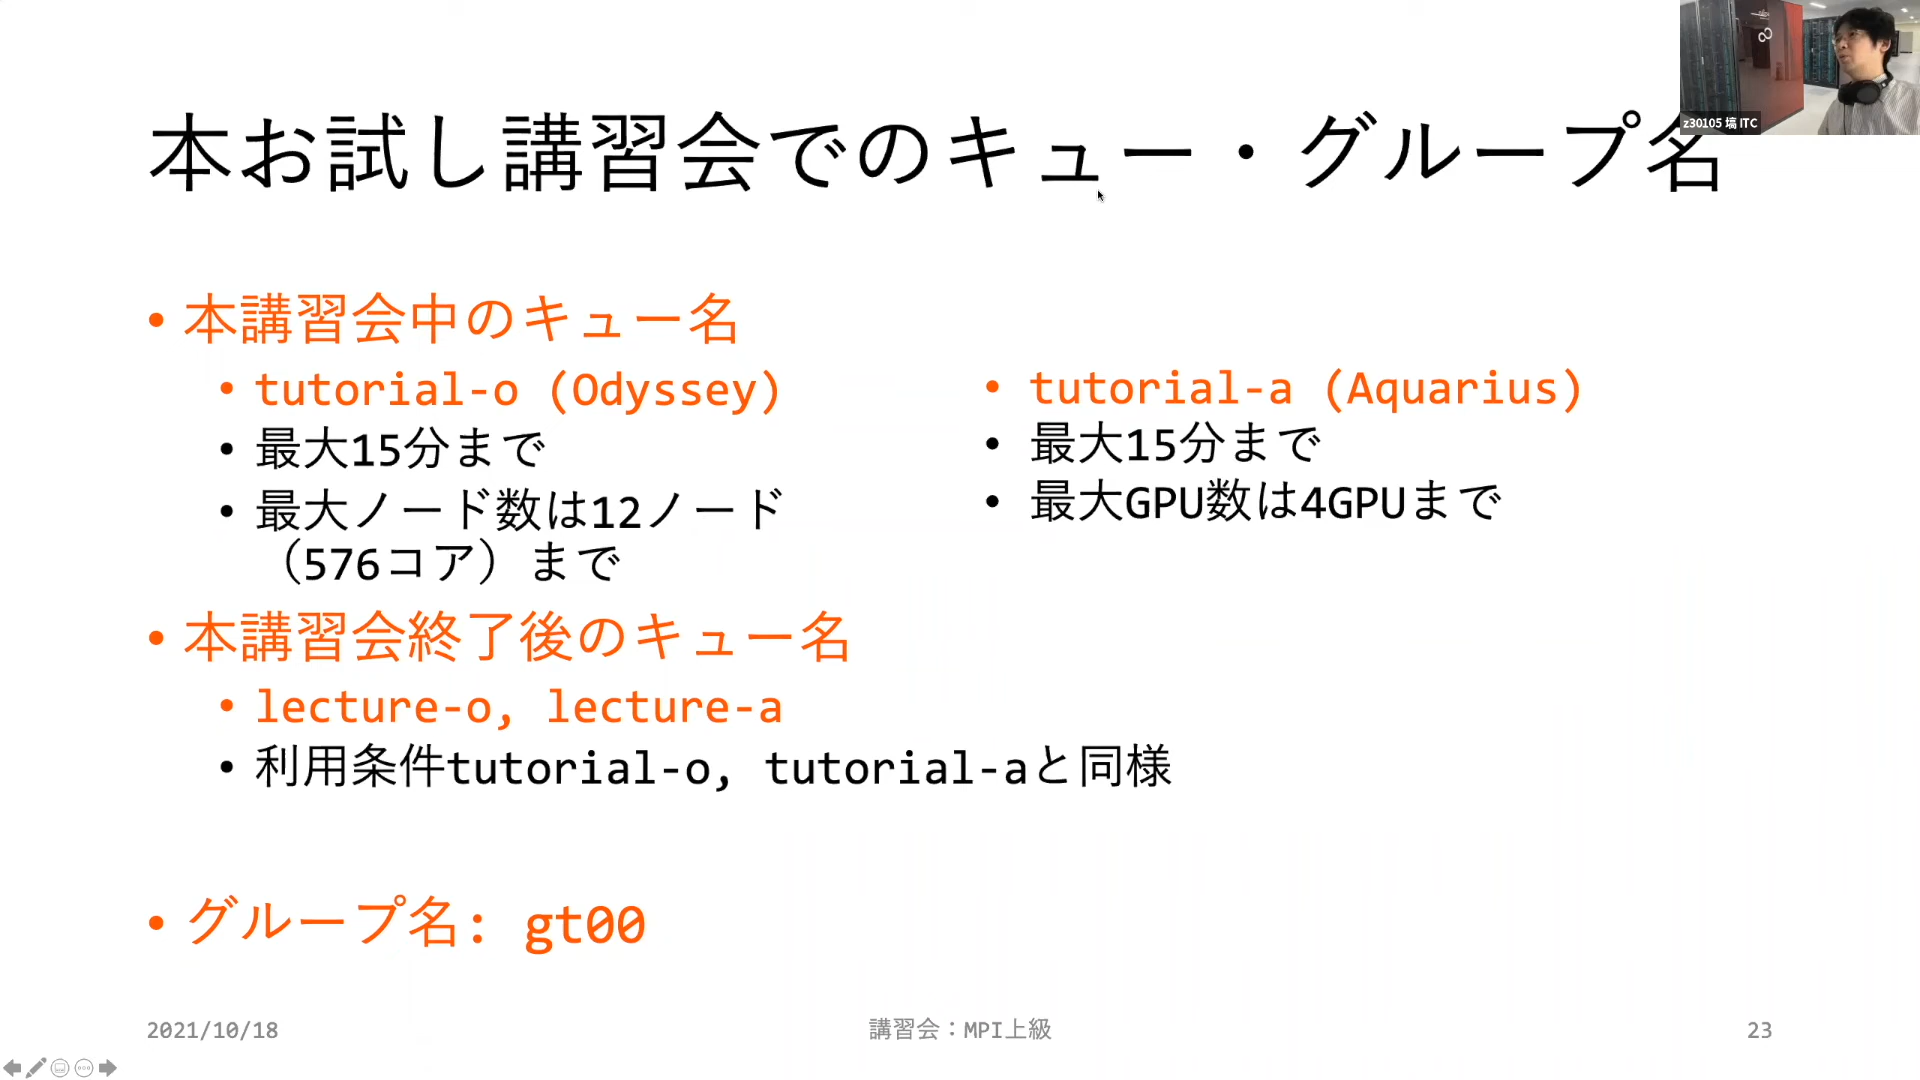 本お試し講習会でのキュー・グループ名
z30105 塙 ITC
• 本講習会中のキュー名
• tutorial-o (Odyssey)
• 最大15分まで
• 最大ノード数は12ノード
（576コア）まで
• tutorial-a (Aquarius)
• 最大15分まで
• 最大GPU数は4GPUまで
• 本講習会終了後のキュー名
• lecture-o, lecture-a
• 利用条件tutorial-o, tutorial-aと同様
• グループ名: gt00
2021/10/18
講習会：MPI上級
23